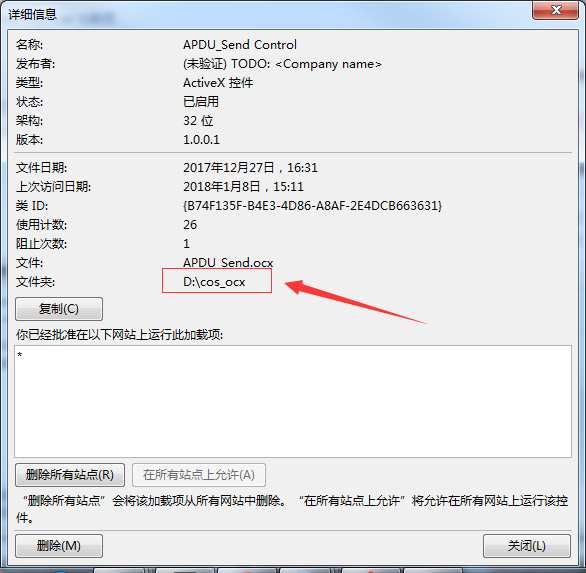 详细信息
名称: APDU_Send Control
发布者: (未验证) TODO: <Company name>
类型: ActiveX 控件
状态: 已启用
架构: 32 位
版本: 1.0.0.1
文件日期: 2017年12月27日，16:31
上次访问日期: 2018年1月8日，15:11
类 ID: {B74F135F-B4E3-4D86-A8AF-2E4DCB663631}
使用计数: 26
阻止次数: 1
文件: APDU_Send.ocx
文件夹: D:\cos_ocx
复制(C)
你已经批准在以下网站上运行此加载项:
*
删除所有站点(R) 在所有站点上允许(A)
“删除所有站点”会将该加载项从所有网站中删除。 “在所有站点上允许”将允许在所有网站上运行该控
件。
删除(M) 关闭(L)